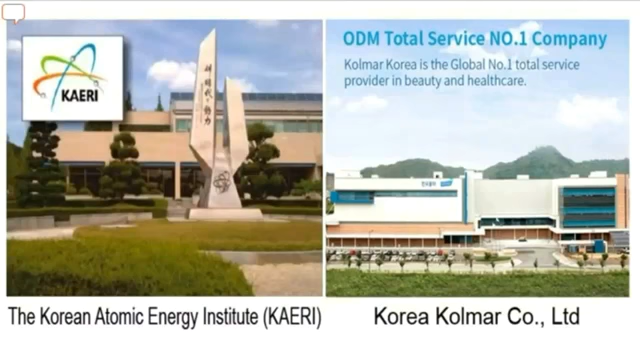 KAERI
ODM Total Service NO.1 Company
Kolmar Korea is the Global No.1 total service
provider in beauty and healthcare.
The Korean Atomic Energy Institute (KAERI)
Korea Kolmar Co., Ltd